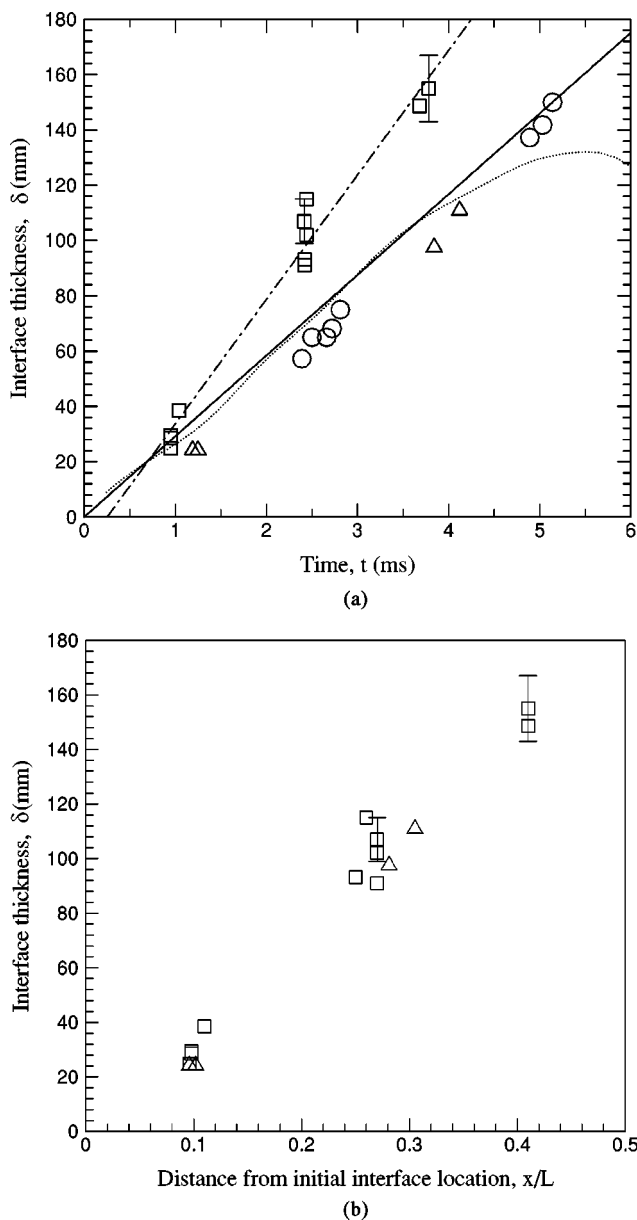 180
160
140
120
100
80
60
40
20
0
Interface thickness, δ (mm)
0 1 2 3 4 5 6
Time, t (ms)
(a)
180
160
140
120
100
80
60
40
20
0
Interface thickness, δ(mm)
0 0.1 0.2 0.3 0.4 0.5
Distance from initial interface location, x/L
(b)